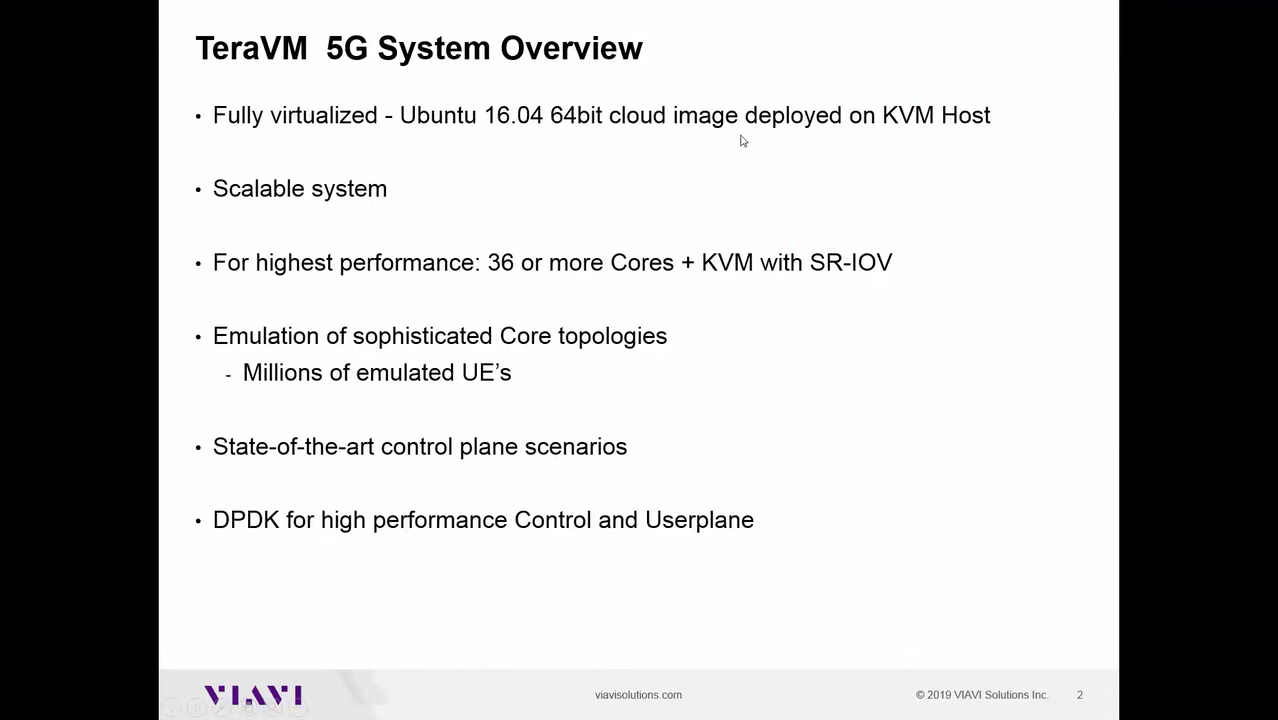 TeraVM 5G System Overview
• Fully virtualized - Ubuntu 16.04 64bit cloud image deployed on KVM Host
• Scalable system
• For highest performance: 36 or more Cores + KVM with SR-IOV
• Emulation of sophisticated Core topologies
- Millions of emulated UE’s
• State-of-the-art control plane scenarios
• DPDK for high performance Control and Userplane
VIAVI
viavisolutions.com
© 2019 VIAVI Solutions Inc.
2